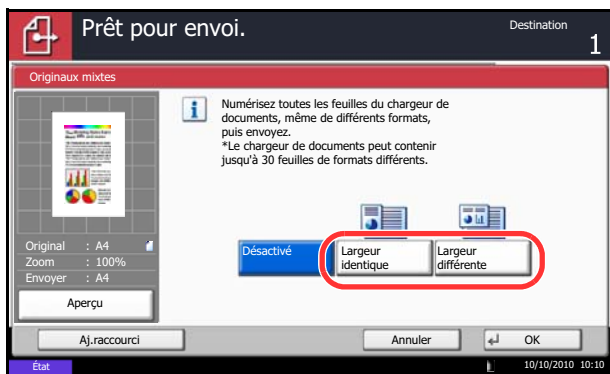 Prêt pour envoi.
Destination
1
Originaux mixtes
Numérisez toutes les feuilles du chargeur de
documents, même de différents formats,
puis envoyez.
*Le chargeur de documents peut contenir
jusqu'à 30 feuilles de formats différents.
Original : A4
Zoom : 100%
Envoyer : A4
Aperçu
Désactivé
Largeur
identique
Largeur
différente
Aj.raccourci
Annuler
OK
État
10/10/2010 10:10